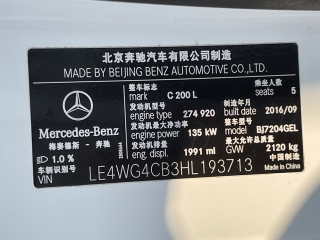 北京奔驰汽车有限公司制造
MADE BY BEIJING BENZ AUTOMOTIVE CO.,LTD.
整车型号 mark C 200 L 乘坐人数 seats 5
发动机型号 engine type 274 920 制造年月 built date 2016/09
发动机最大净功率 engine power 135 kW 整车型号 model BJ7204GEL
发动机排量 engine disp. 1991 ml 最大允许总质量 GVW 2120 kg
Mercedes-Benz
梅赛德斯 - 奔驰
1.0 %
中国制造
Made in China
车辆识别号
VIN LE4WG4CB3HL193713